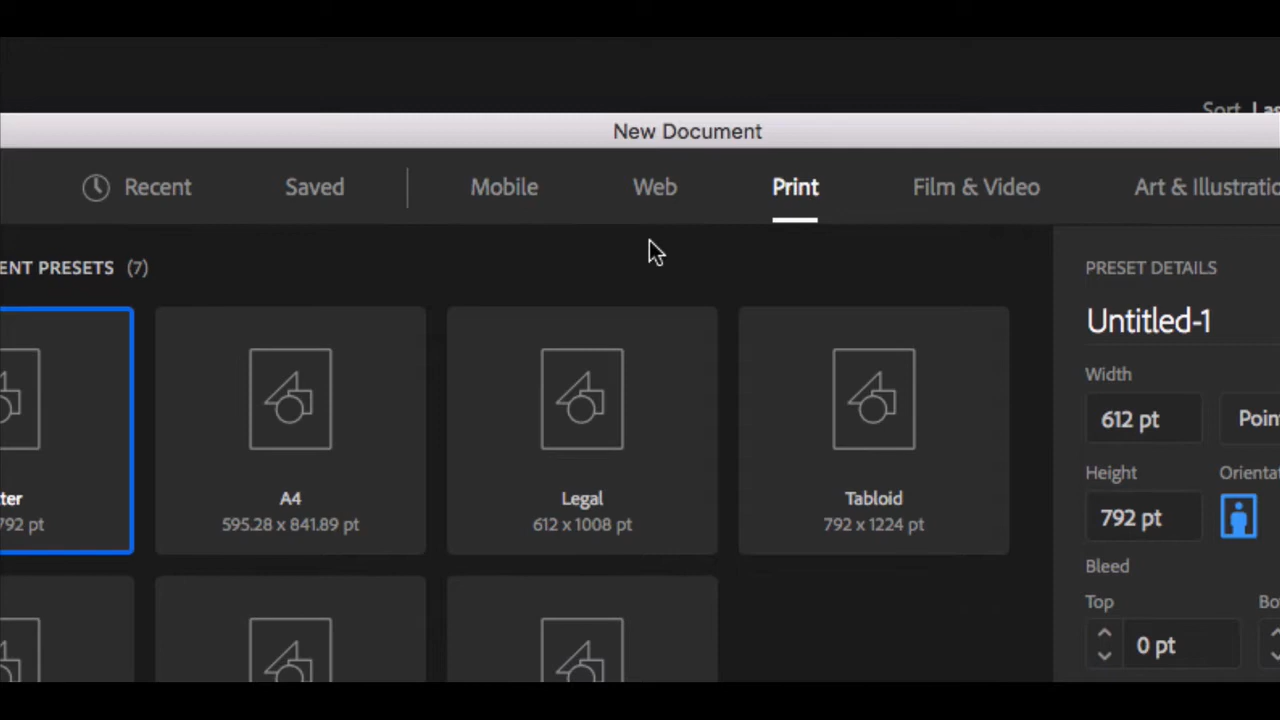 Sort
New Document
Recent
Saved
Mobile
Web
Print
Film & Video
Art &
PRESETS (7)
PRESET DETAILS
Untitled-1
Width
612 pt
Height
792 pt
Bleed
Top
0 pt
792 pt
A4
595.28 x 841.89 pt
Legal
612 x 1008 pt
Tabloid
792 x 1224 pt